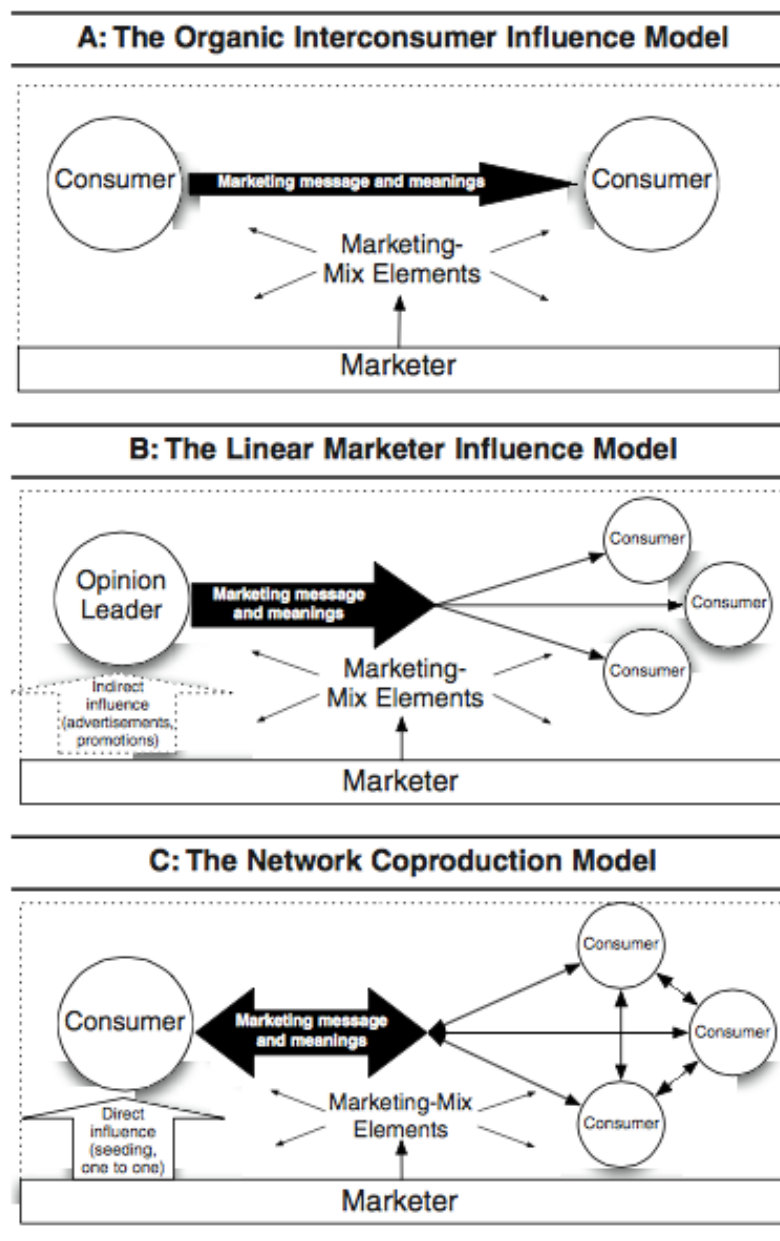 A: The Organic Interconsumer Influence Model
Consumer
Marketing message and meanings
Consumer
Marketing-
Mix Elements
Marketer
B: The Linear Marketer Influence Model
Opinion
Leader
Marketing message
and meanings
Consumer
Consumer
Consumer
Indirect
influence
(advertisements,
promotions)
Marketing-
Mix Elements
Marketer
C: The Network Coproduction Model
Consumer
Marketing message
and meanings
Consumer
Consumer
Consumer
Direct
influence
(seeding,
one to one)
Marketing-Mix
Elements
Marketer